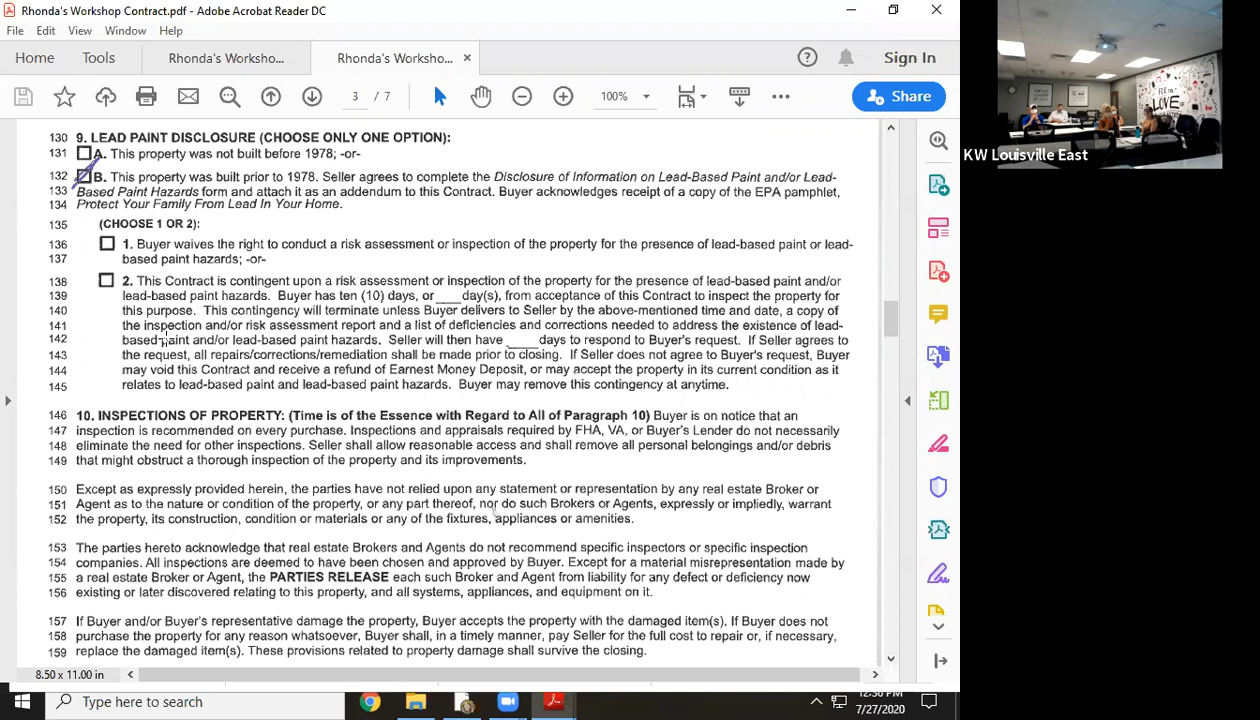 Rhonda's Workshop Contract.pdf - Adobe Acrobat Reader DC
File Edit View Window Help
Home Tools Rhonda's Worksho... Rhonda's Worksho... × Sign In
3 / 7 100% Share
130 9. LEAD PAINT DISCLOSURE (CHOOSE ONLY ONE OPTION):
131 A. This property was not built before 1978; -or-
132 B. This property was built prior to 1978. Seller agrees to complete the Disclosure of Information on Lead-Based Paint and/or Lead-
133 Based Paint Hazards form and attach it as an addendum to this Contract. Buyer acknowledges receipt of a copy of the EPA pamphlet,
134 Protect Your Family From Lead In Your Home.
135 (CHOOSE 1 OR 2):
136 1. Buyer waives the right to conduct a risk assessment or inspection of the property for the presence of lead-based paint or lead-
137 based paint hazards; -or-
138 2. This Contract is contingent upon a risk assessment or inspection of the property for the presence of lead-based paint and/or
139 lead-based paint hazards. Buyer has ten (10) days, or ____day(s), from acceptance of this Contract to inspect the property for
140 this purpose. This contingency will terminate unless Buyer delivers to Seller by the above-mentioned time and date, a copy of
141 the inspection and/or risk assessment report and a list of deficiencies and corrections needed to address the existence of lead-
142 based paint and/or lead-based paint hazards. Seller will then have _____ days to respond to Buyer's request. If Seller agrees to
143 the request, all repairs/corrections/remediation shall be made prior to closing. If Seller does not agree to Buyer's request, Buyer
144 may void this Contract and receive a refund of Earnest Money Deposit, or may accept the property in its current condition as it
145 relates to lead-based paint and lead-based paint hazards. Buyer may remove this contingency at anytime.
146 10. INSPECTIONS OF PROPERTY: (Time is of the Essence with Regard to All of Paragraph 10) Buyer is on notice that an
147 inspection is recommended on every purchase. Inspections and appraisals required by FHA, VA, or Buyer's Lender do not necessarily
148 eliminate the need for other inspections. Seller shall allow reasonable access and shall remove all personal belongings and/or debris
149 that might obstruct a thorough inspection of the property and its improvements.
150 Except as expressly provided herein, the parties have not relied upon any statement or representation by any real estate Broker or
151 Agent as to the nature or condition of the property, or any part thereof, nor do such Brokers or Agents, expressly or impliedly, warrant
152 the property, its construction, condition or materials or any of the fixtures, appliances or amenities.
153 The parties hereto acknowledge that real estate Brokers and Agents do not recommend specific inspectors or specific inspection
154 companies. All inspections are deemed to have been chosen and approved by Buyer. Except for a material misrepresentation made by
155 a real estate Broker or Agent, the PARTIES RELEASE each such Broker and Agent from liability for any defect or deficiency now
156 existing or later discovered relating to this property, and all systems, appliances, and equipment on it.
157 If Buyer and/or Buyer's representative damage the property, Buyer accepts the property with the damaged item(s). If Buyer does not
158 purchase the property for any reason whatsoever, Buyer shall, in a timely manner, pay Seller for the full cost to repair or, if necessary,
159 replace the damaged item(s). These provisions related to property damage shall survive the closing.
8.50 x 11.00 in
Type here to search
12:36 PM
7/27/2020
FOR THE
LOVE
KW Louisville East